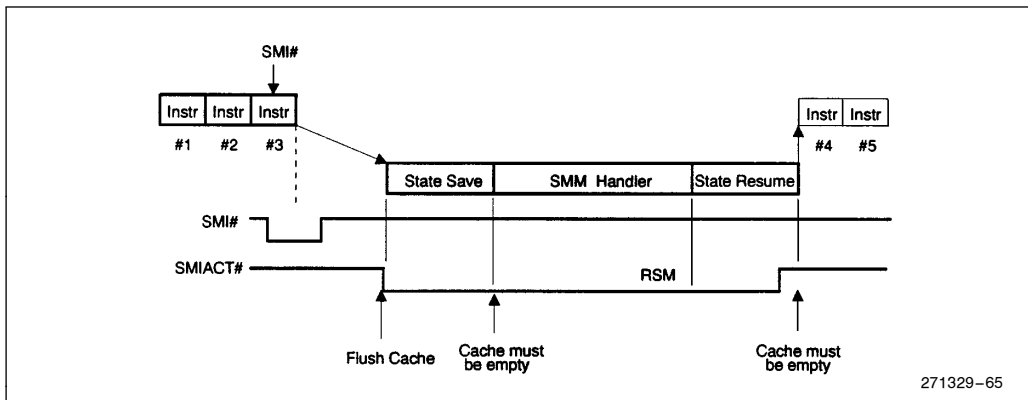 SMI#
Instr Instr Instr
#1 #2 #3
Instr Instr
#4 #5
State Save SMM Handler State Resume
SMI#
SMIACT#
RSM
Flush Cache
Cache must
be empty
Cache must
be empty
271329-65